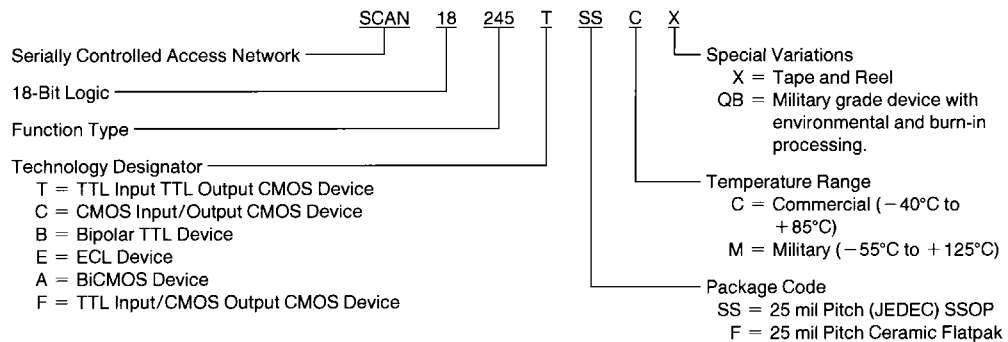 SCAN 18 245 T SS C X
Serially Controlled Access Network
18-Bit Logic
Function Type
Technology Designator
T = TTL Input TTL Output CMOS Device
C = CMOS Input/Output CMOS Device
B = Bipolar TTL Device
E = ECL Device
A = BiCMOS Device
F = TTL Input/CMOS Output CMOS Device
Special Variations
X = Tape and Reel
QB = Military grade device with
environmental and burn-in
processing.
Temperature Range
C = Commercial (−40°C to
+85°C)
M = Military (−55°C to +125°C)
Package Code
SS = 25 mil Pitch (JEDEC) SSOP
F = 25 mil Pitch Ceramic Flatpak